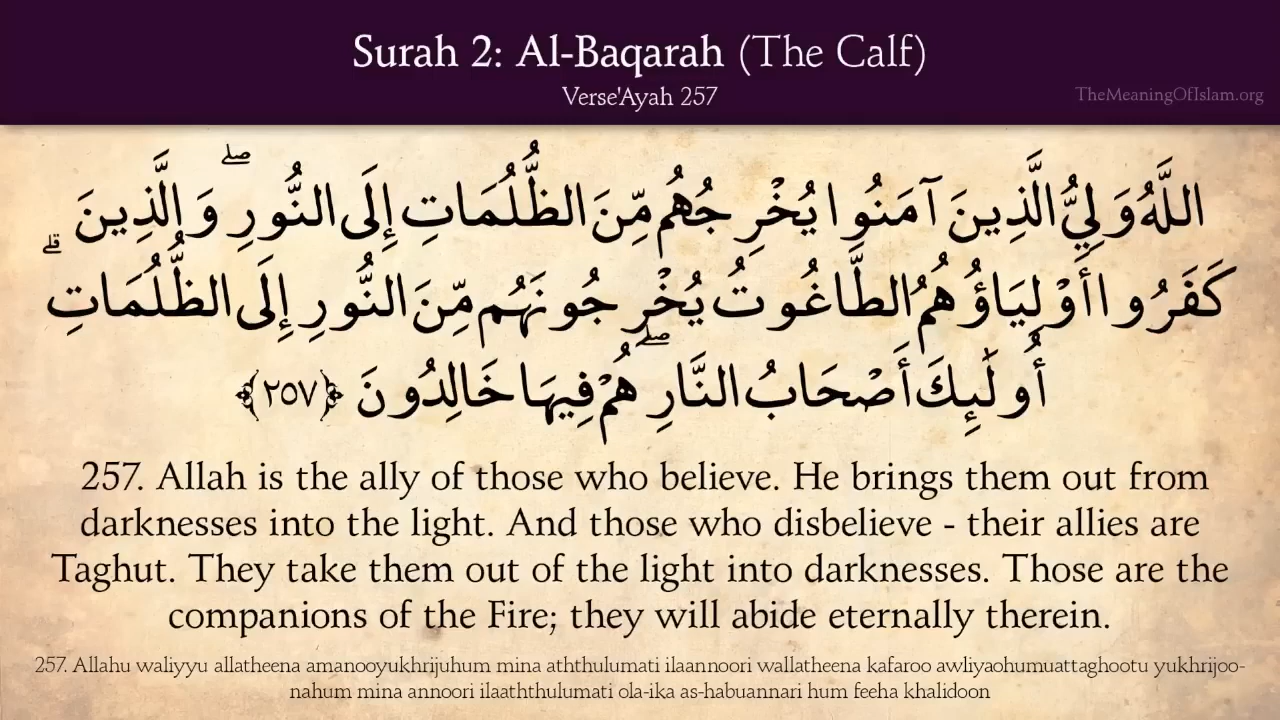 Surah 2: Al-Baqarah (The Calf)
Verse'Ayah 257
TheMeaningOfIslam.org
اللَّهُ وَلِيُّ الَّذِينَ آمَنُوا يُخْرِجُهُم مِّنَ الظُّلُمَاتِ إِلَى النُّورِ ۖ وَالَّذِينَ
كَفَرُوا أَوْلِيَاؤُهُمُ الطَّاغُوتُ يُخْرِجُونَهُم مِّنَ النُّورِ إِلَى الظُّلُمَاتِ ۗ
أُولَٰئِكَ أَصْحَابُ النَّارِ ۖ هُمْ فِيهَا خَالِدُونَ ﴿٢٥٧﴾
257. Allah is the ally of those who believe. He brings them out from
darknesses into the light. And those who disbelieve - their allies are
Taghut. They take them out of the light into darknesses. Those are the
companions of the Fire; they will abide eternally therein.
257. Allahu waliyyu allatheena amanooyukhrijuhum mina aththulumati ilaannoori wallatheena kafaroo awliyaohumuattaghootu yukhrijoo-
nahum mina annoori ilaaththulumati ola-ika as-habuannari hum feeha khalidoon